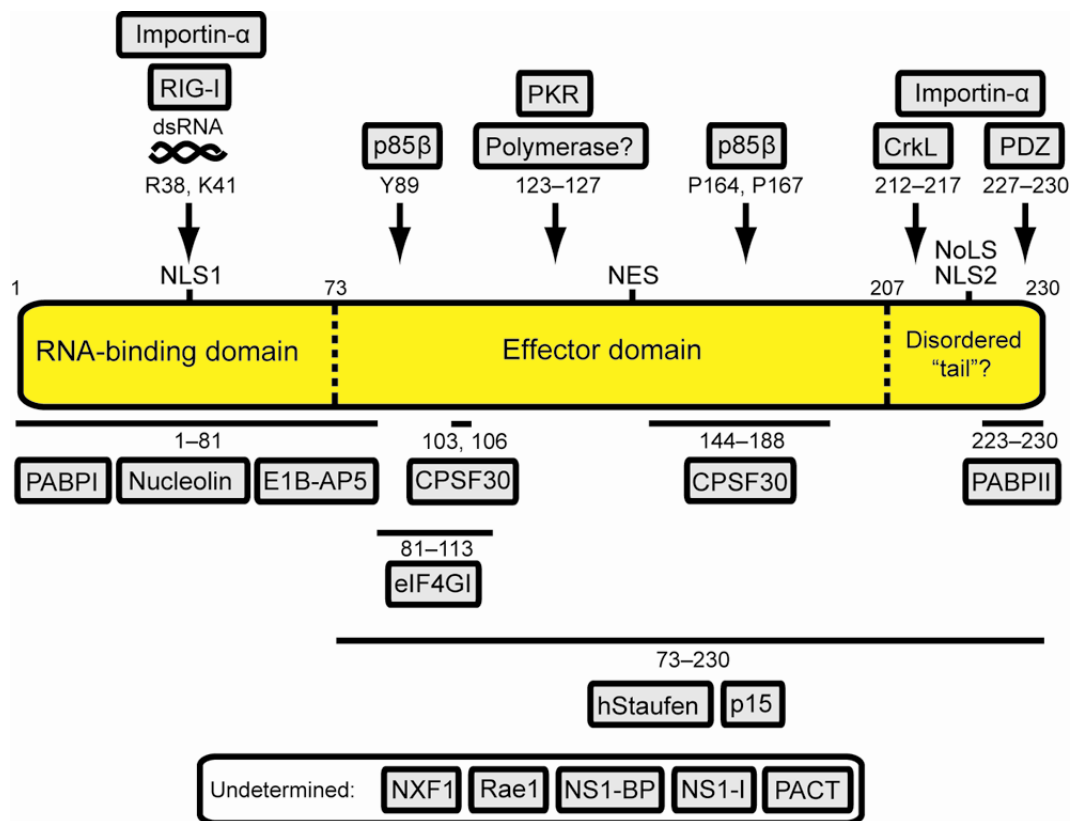 Importin-α
RIG-I
dsRNA
R38, K41
p85β
Y89
PKR
Polymerase?
123–127
p85β
P164, P167
Importin-α
CrkL
PDZ
212–217
227–230
1
NLS1
73
NES
207
NoLS
NLS2
230
RNA-binding domain
Effector domain
Disordered
“tail”?
1–81
PABPI
Nucleolin
E1B-AP5
103, 106
CPSF30
144–188
CPSF30
223–230
PABPII
81–113
eIF4GI
73–230
hStaufen
p15
Undetermined:
NXF1
Rae1
NS1-BP
NS1-I
PACT